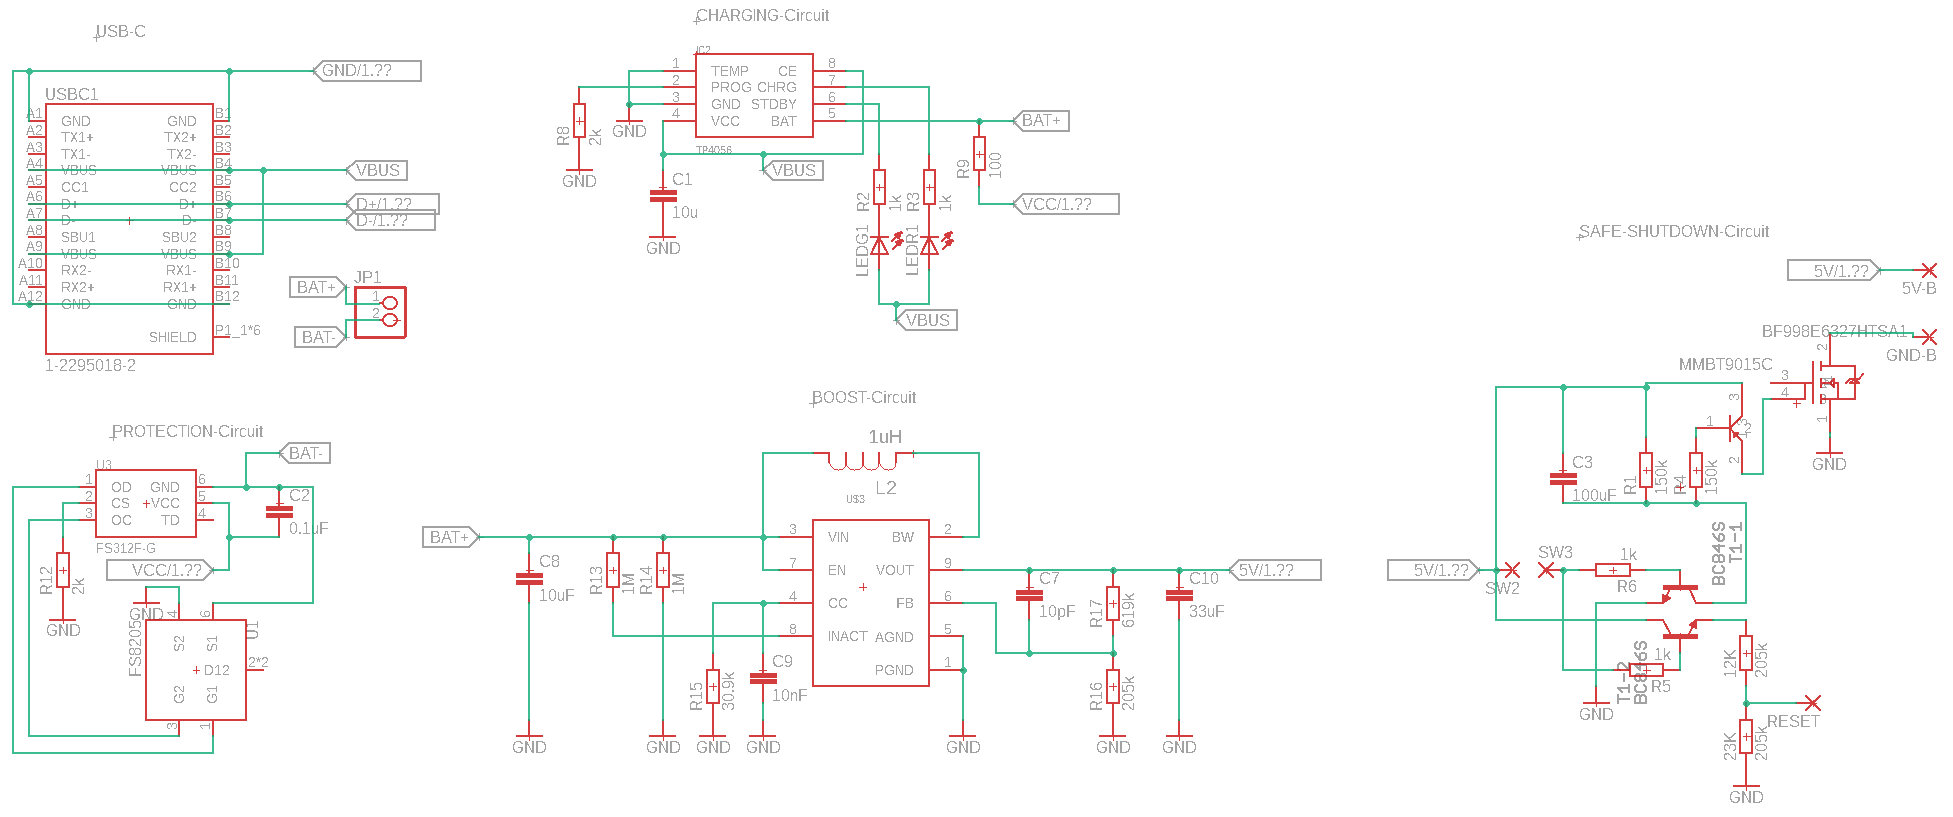 USB-C
GND/1.??
USBC1
A1 GND GND B1
A2 TX1+ TX2+ B2
A3 TX1- TX2- B3
A4 VBUS VBUS B4
A5 CC1 CC2 B5
A6 D+ D+ B6
A7 D- D- B7
A8 SBU1 SBU2 B8
A9 VBUS VBUS B9
A10 RX2- RX1- B10
A11 RX2+ RX1+ B11
A12 GND GND B12
SHIELD P1_1*6
1-2295018-2
VBUS
D+/1.??
D-/1.??
JP1
BAT+ 1
2
BAT-
CHARGING-Circuit
IC2
1 TEMP CE 8
2 PROG CHRG 7
3 GND STDBY 6
4 VCC BAT 5
TP4056
R8
2k
GND
GND
C1
10u
GND
VBUS
BAT+
R9
100
VCC/1.??
R2
1k
R3
1k
LEDG1
LEDR1
VBUS
PROTECTION-Circuit
BAT-
U3
1 OD GND 6
2 CS VCC 5
3 OC TD 4
FS312F-G
C2
0.1uF
VCC/1.??
R12
2k
GND
GND
4
6
FS8205
U1
S2
S1
D12
2*2
G2
G1
3
1
BOOST-Circuit
1uH
L2
U$3
BAT+
3 VIN BW 2
7 EN VOUT 9
4 CC FB 6
8 INACT AGND 5
PGND 1
C8
10uF
R13
1M
R14
1M
R15
30.9k
C9
10nF
C7
10pF
R17
619k
R16
205k
C10
33uF
5V/1.??
GND
GND
GND
GND
GND
GND
GND
SAFE-SHUTDOWN-Circuit
5V/1.??
5V-B
BF998E6327HTSA1
GND-B
MMBT9015C
2
3
4
1
GND
3
1
2
C3
100uF
R1
150k
R4
150k
BC846S
T1-1
5V/1.??
SW2
SW3
1k
R6
1k
R5
T1-2
BC846S
GND
12K
205k
RESET
23K
205k
GND